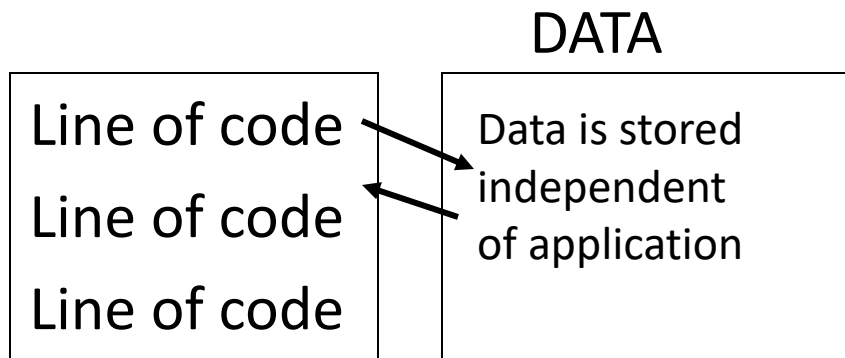 DATA
Line of code
Line of code
Line of code
Data is stored
independent
of application